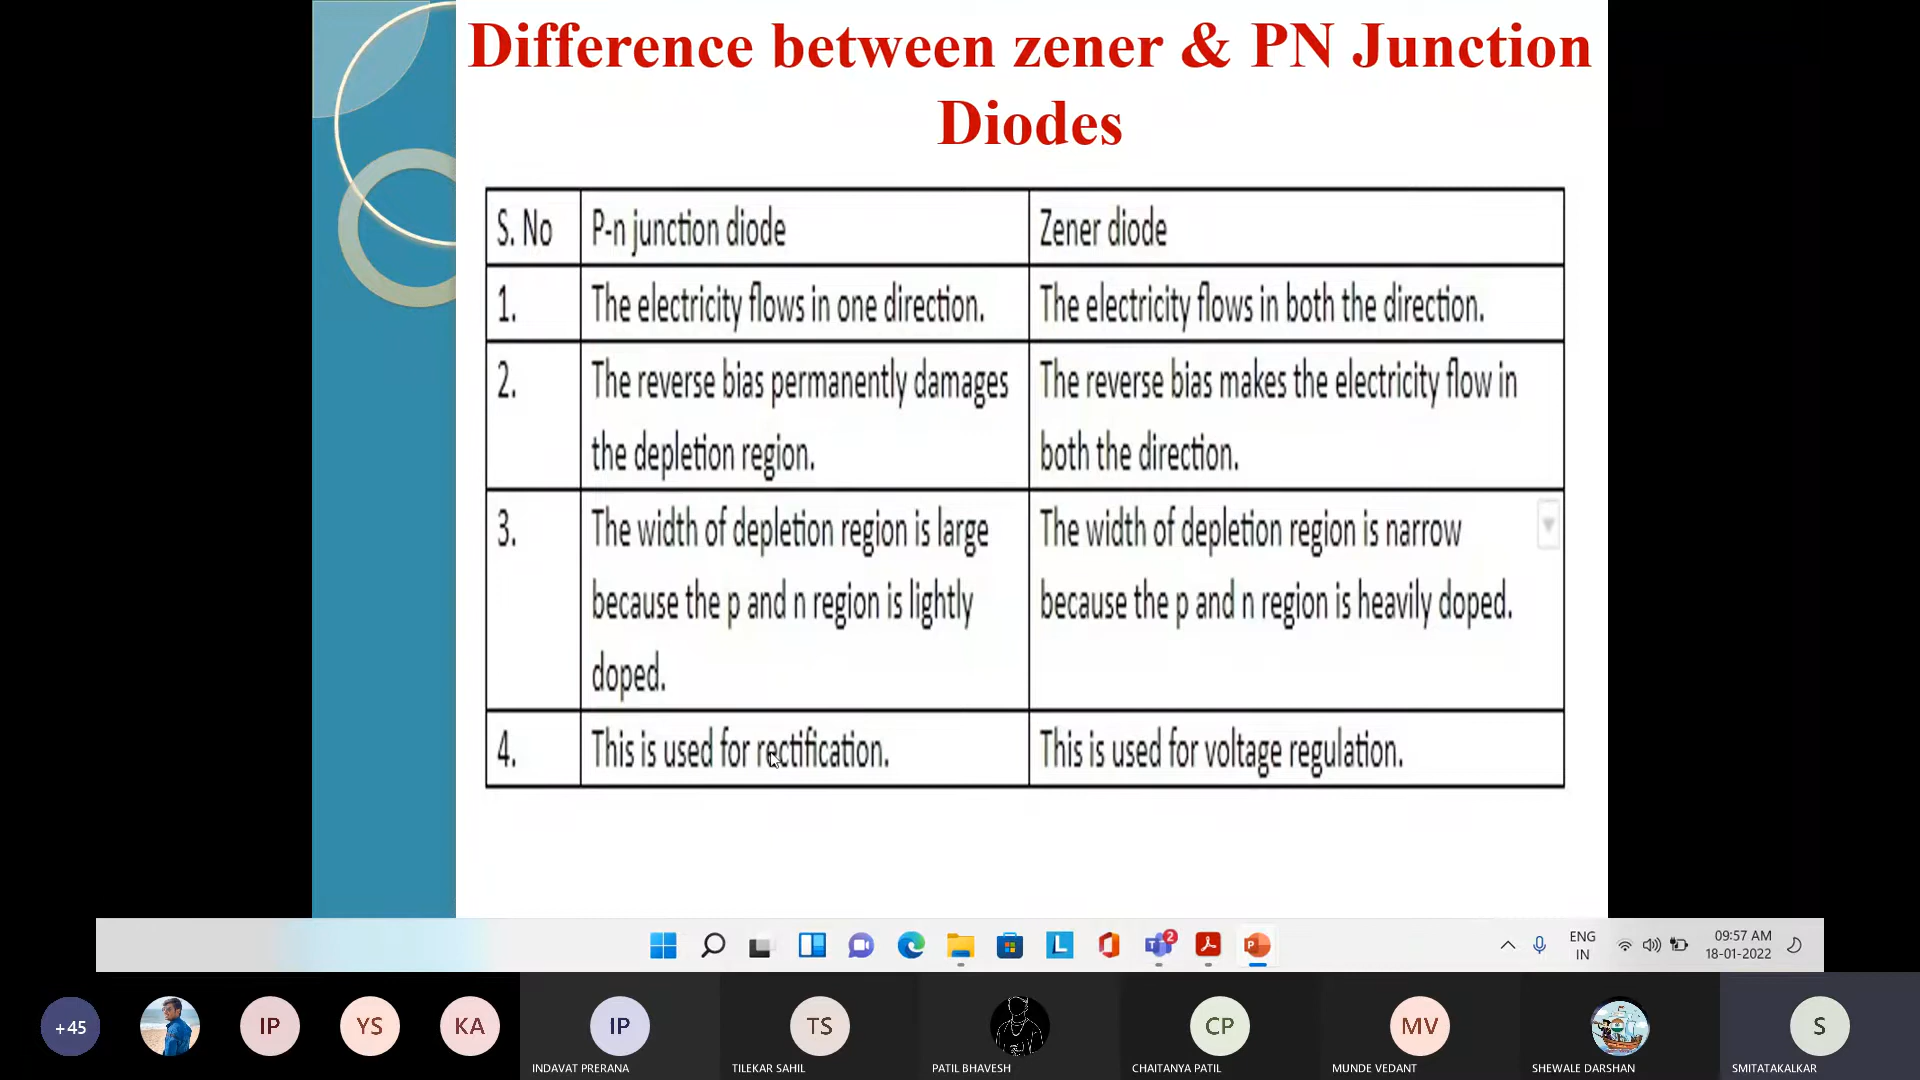 Difference between zener & PN Junction
Diodes
S. No
P-n junction diode
Zener diode
1.
The electricity flows in one direction.
The electricity flows in both the direction.
2.
The reverse bias permanently damages
the depletion region.
The reverse bias makes the electricity flow in
both the direction.
3.
The width of depletion region is large
because the p and n region is lightly
doped.
The width of depletion region is narrow
because the p and n region is heavily doped.
4.
This is used for rectification.
This is used for voltage regulation.
L
2
P
ENG
IN
09:57 AM
18-01-2022
+45
IP
YS
KA
IP
TS
CP
MV
S
INDAVAT PRERANA
TILEKAR SAHIL
PATIL BHAVESH
CHAITANYA PATIL
MUNDE VEDANT
SHEWALE DARSHAN
SMITATAKALKAR